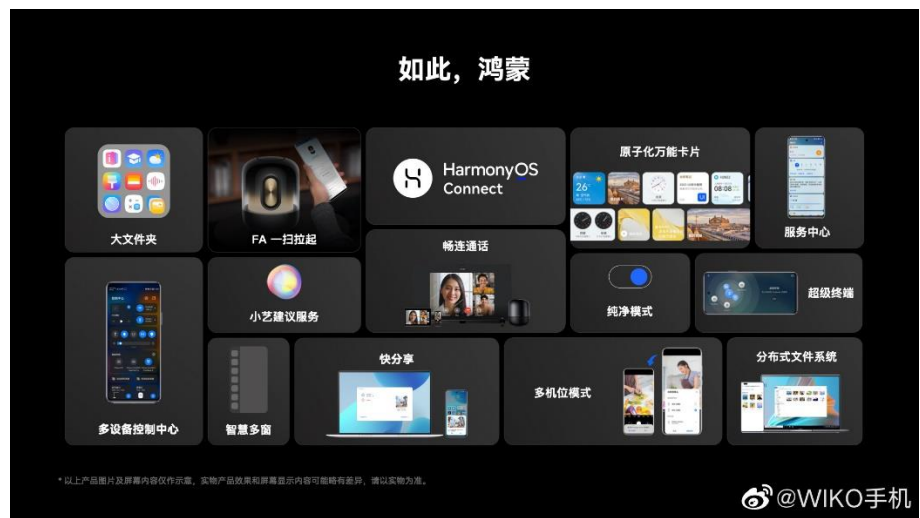 如此，鸿蒙
大文件夹
FA 一扫拉起
HarmonyOS
Connect
原子化万能卡片
26°
08:08
服务中心
畅连通话
小艺建议服务
纯净模式
超级终端
多设备控制中心
智慧多窗
快分享
多机位模式
分布式文件系统
*以上产品图片及屏幕内容仅作示意，实物产品效果和屏幕显示内容可能略有差异，请以实物为准。
@WIKO手机